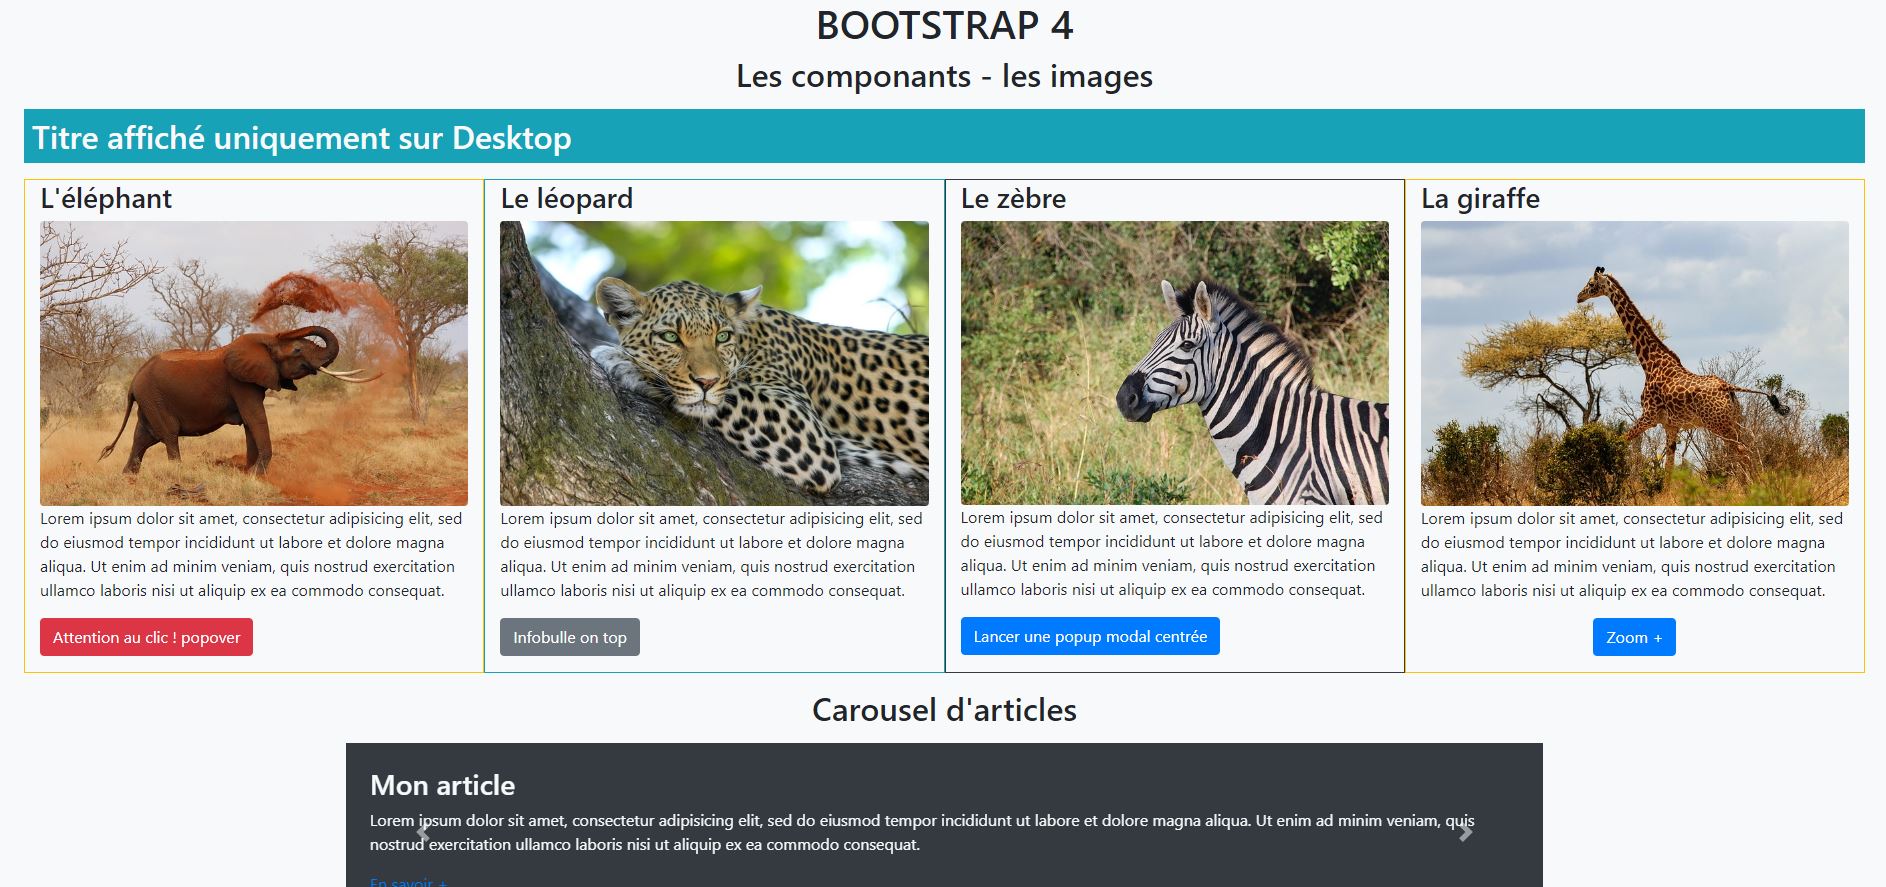 BOOTSTRAP 4
Les componants - les images
Titre affiché uniquement sur Desktop
L'éléphant
Lorem ipsum dolor sit amet, consectetur adipisicing elit, sed
do eiusmod tempor incididunt ut labore et dolore magna
aliqua. Ut enim ad minim veniam, quis nostrud exercitation
ullamco laboris nisi ut aliquip ex ea commodo consequat.
Attention au clic ! popover
Le léopard
Lorem ipsum dolor sit amet, consectetur adipisicing elit, sed
do eiusmod tempor incididunt ut labore et dolore magna
aliqua. Ut enim ad minim veniam, quis nostrud exercitation
ullamco laboris nisi ut aliquip ex ea commodo consequat.
Infobulle on top
Le zèbre
Lorem ipsum dolor sit amet, consectetur adipisicing elit, sed
do eiusmod tempor incididunt ut labore et dolore magna
aliqua. Ut enim ad minim veniam, quis nostrud exercitation
ullamco laboris nisi ut aliquip ex ea commodo consequat.
Lancer une popup modal centrée
La giraffe
Lorem ipsum dolor sit amet, consectetur adipisicing elit, sed
do eiusmod tempor incididunt ut labore et dolore magna
aliqua. Ut enim ad minim veniam, quis nostrud exercitation
ullamco laboris nisi ut aliquip ex ea commodo consequat.
Zoom +
Carousel d'articles
Mon article
Lorem ipsum dolor sit amet, consectetur adipisicing elit, sed do eiusmod tempor incididunt ut labore et dolore magna aliqua. Ut enim ad minim veniam, quis
nostrud exercitation ullamco laboris nisi ut aliquip ex ea commodo consequat.
En savoir +